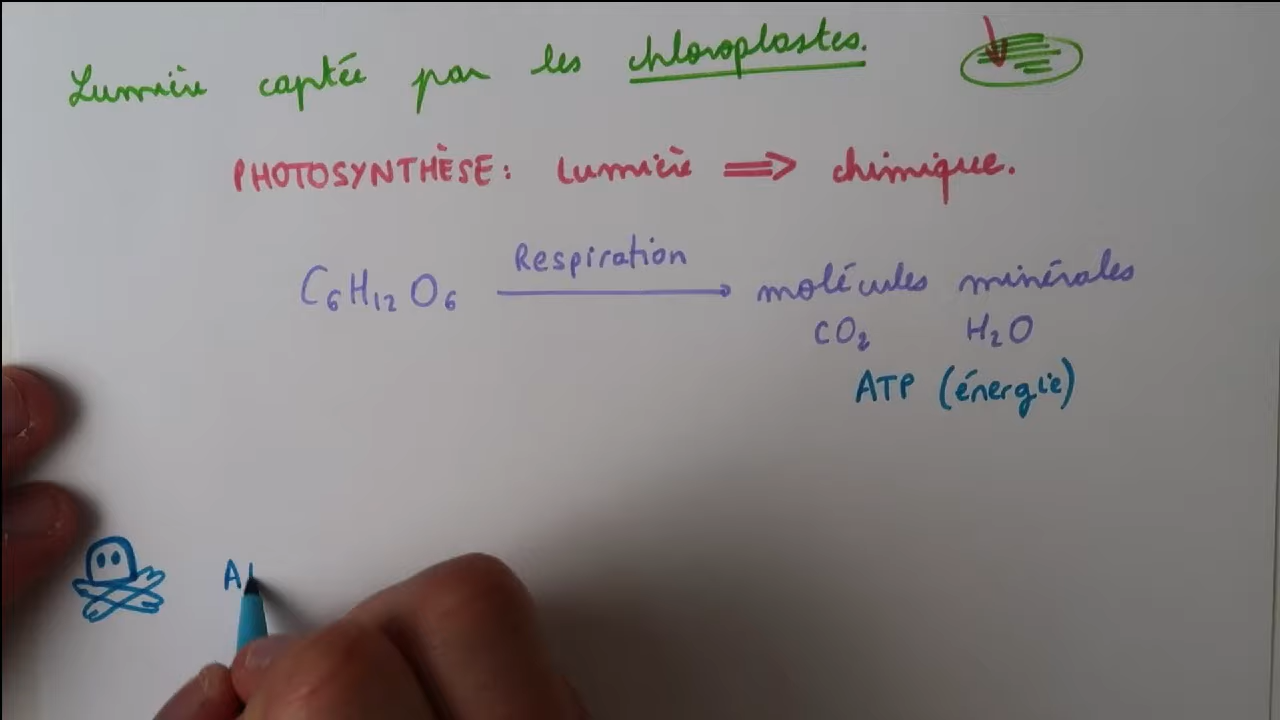 Lumière captée par les chloroplastes.
PHOTOSYNTHÈSE : Lumière ⟹ chimique.
Respiration
C₆H₁₂O₆ → molécules minérales
CO₂ H₂O
ATP (énergie)